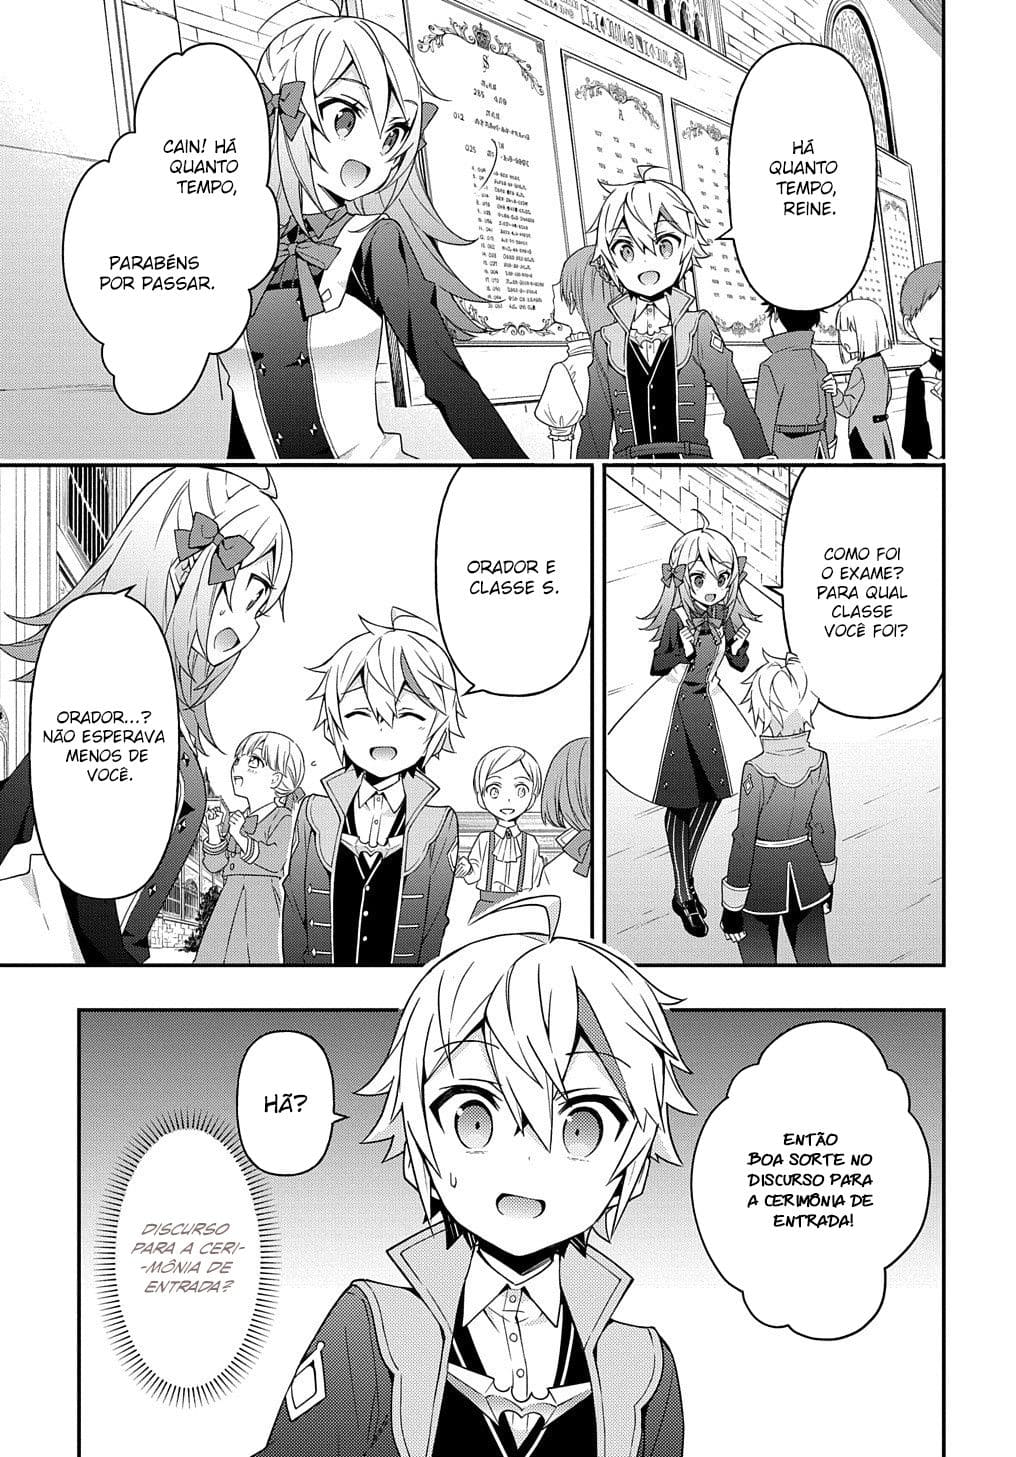 HÁ
QUANTO
TEMPO,
REINE.
CAIN! HÁ
QUANTO
TEMPO,
PARABÉNS
POR PASSAR.
COMO FOI
O EXAME?
PARA QUAL
CLASSE
VOCÊ FOI?
ORADOR E
CLASSE S.
ORADOR...?
NÃO ESPERAVA
MENOS DE
VOCÊ.
ENTÃO
BOA SORTE NO
DISCURSO PARA
A CERIMÔNIA DE
ENTRADA!
HÃ?
DISCURSO
PARA A CERI-
-MÔNIA DE
ENTRADA?